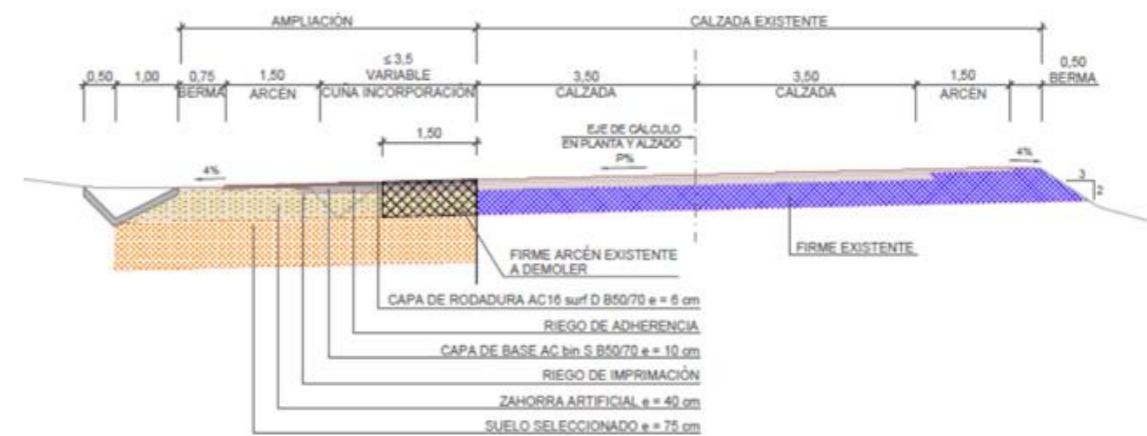 AMPLIACIÓN
CALZADA EXISTENTE
≤ 3,5
0,50
1,00
0,75
1,50
VARIABLE
3,50
3,50
1,50
0,50
BERMA
BERMA
ARCÉN
CUÑA INCORPORACIÓN
CALZADA
CALZADA
ARCÉN
1,50
EJE DE CÁLCULO
EN PLANTA Y ALZADO
P%
4%
4%
3
2
FIRME ARCÉN EXISTENTE
A DEMOLER
FIRME EXISTENTE
CAPA DE RODADURA AC16 surf D B50/70 e = 6 cm
RIEGO DE ADHERENCIA
CAPA DE BASE AC bin S B50/70 e = 10 cm
RIEGO DE IMPRIMACIÓN
ZAHORRA ARTIFICIAL e = 40 cm
SUELO SELECCIONADO e = 75 cm